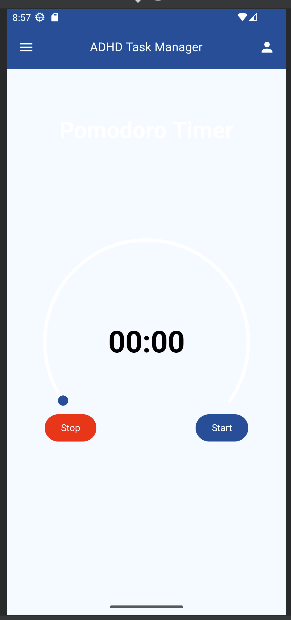 8:57
ADHD Task Manager
Pomodoro Timer
00:00
Stop
Start